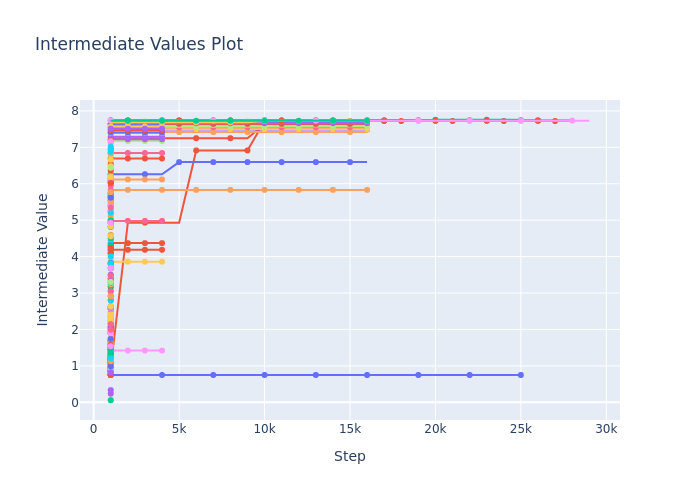 Intermediate Values Plot
8
7
6
5
4
3
2
1
0
Intermediate Value
0 5k 10k 15k 20k 25k 30k
Step